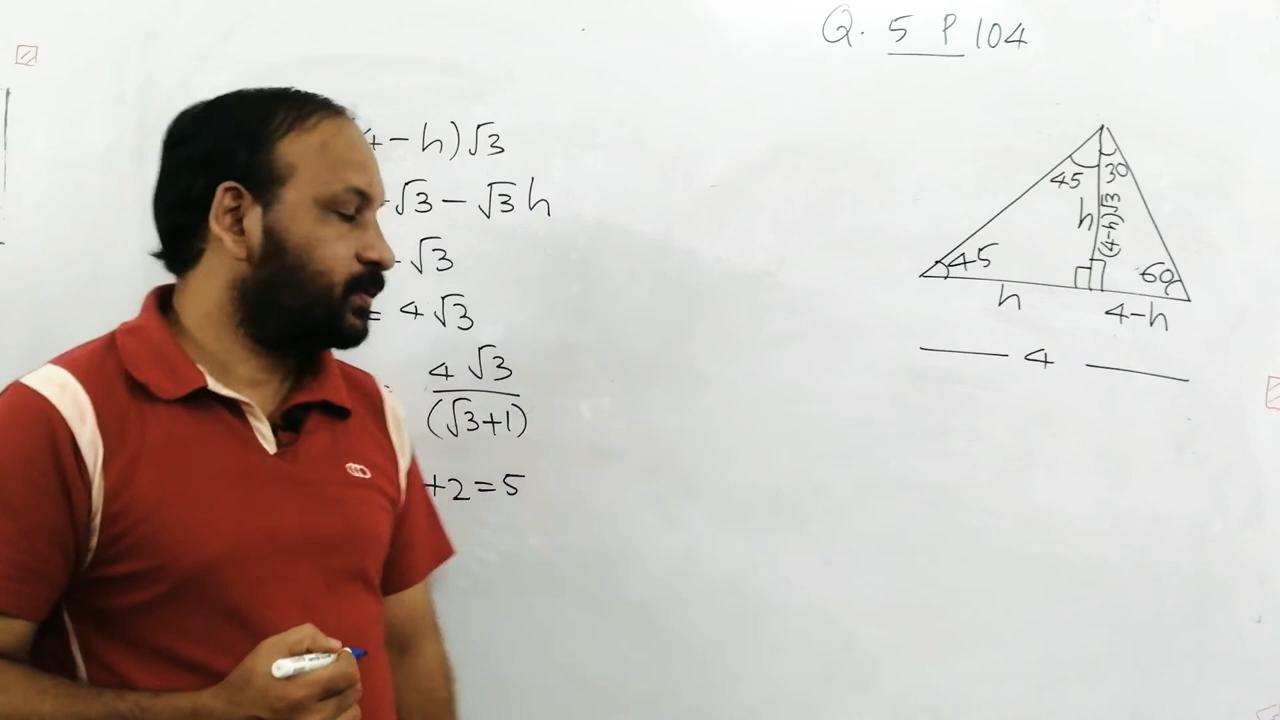 Q. 5 P 104
4-h)√3
√3 - √3 h
√3
= 4√3
4√3
(√3+1)
+2=5
45
30
h
(4-h)√3
45
60
h
4-h
4